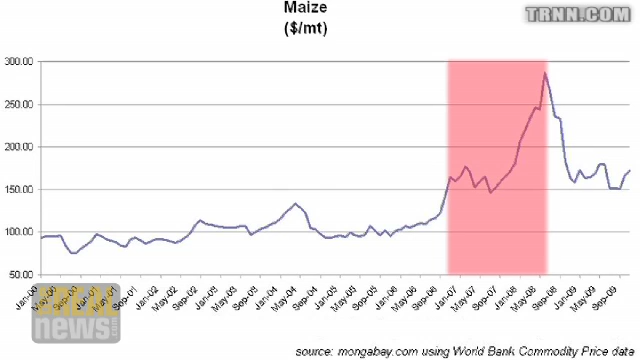 Maize
($/mt)
TRNN.COM
300.00
250.00
200.00
150.00
100.00
50.00
Jan-00
May-00
Sep-00
Jan-01
May-01
Sep-01
Jan-02
May-02
Sep-02
Jan-03
May-03
Sep-03
Jan-04
May-04
Sep-04
Jan-05
May-05
Sep-05
Jan-06
May-06
Sep-06
Jan-07
May-07
Sep-07
Jan-08
May-08
Sep-08
Jan-09
May-09
Sep-09
THE REAL
news.com
source: mongabay.com using World Bank Commodity Price date